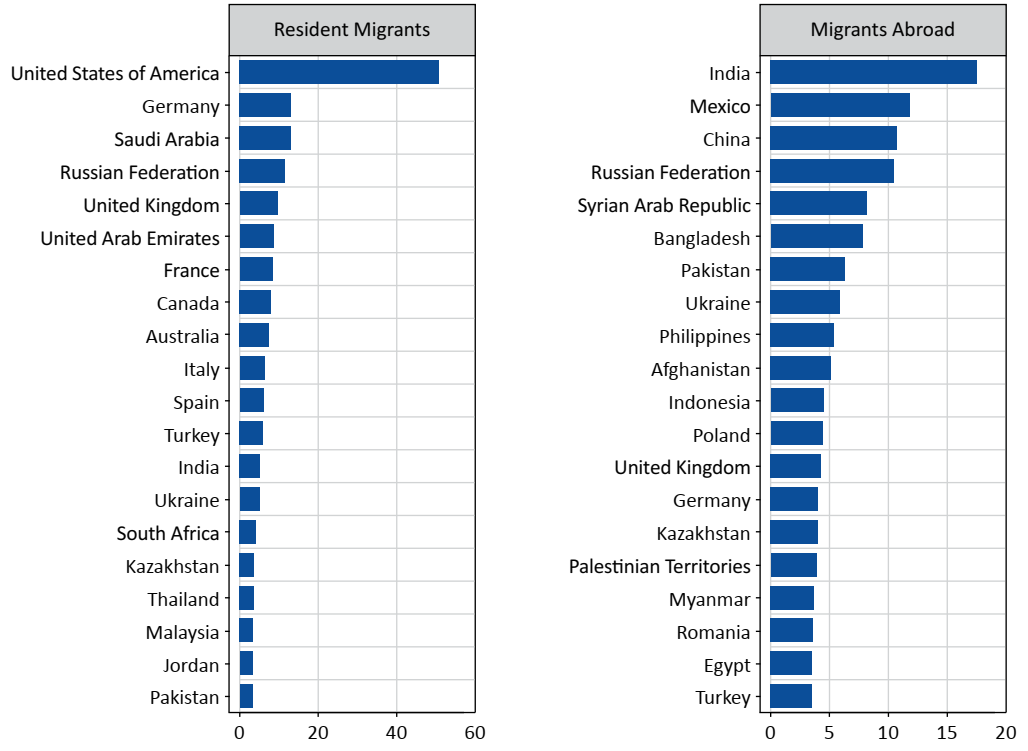 Resident Migrants
United States of America
Germany
Saudi Arabia
Russian Federation
United Kingdom
United Arab Emirates
France
Canada
Australia
Italy
Spain
Turkey
India
Ukraine
South Africa
Kazakhstan
Thailand
Malaysia
Jordan
Pakistan
0 20 40 60
Migrants Abroad
India
Mexico
China
Russian Federation
Syrian Arab Republic
Bangladesh
Pakistan
Ukraine
Philippines
Afghanistan
Indonesia
Poland
United Kingdom
Germany
Kazakhstan
Palestinian Territories
Myanmar
Romania
Egypt
Turkey
0 5 10 15 20